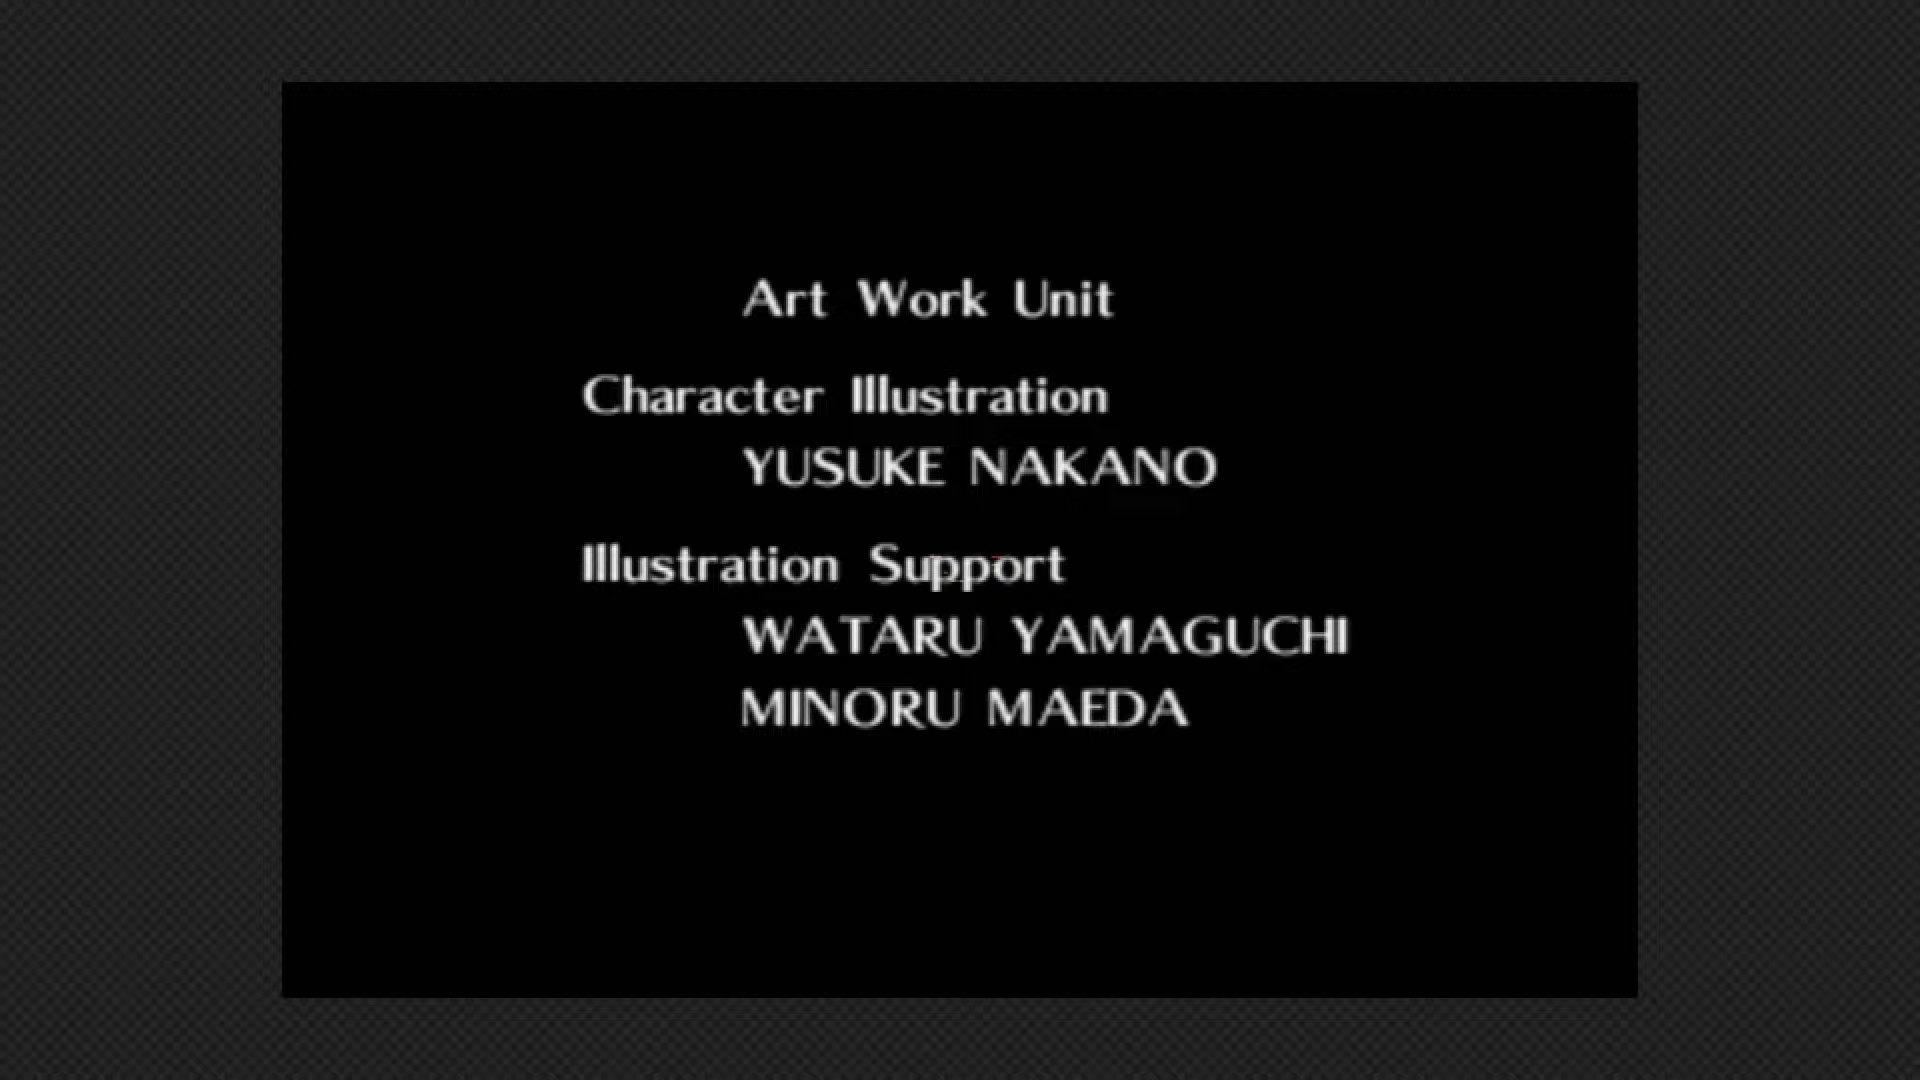 Art Work Unit
Character Illustration
YUSUKE NAKANO
Illustration Support
WATARU YAMAGUCHI
MINORU MAEDA